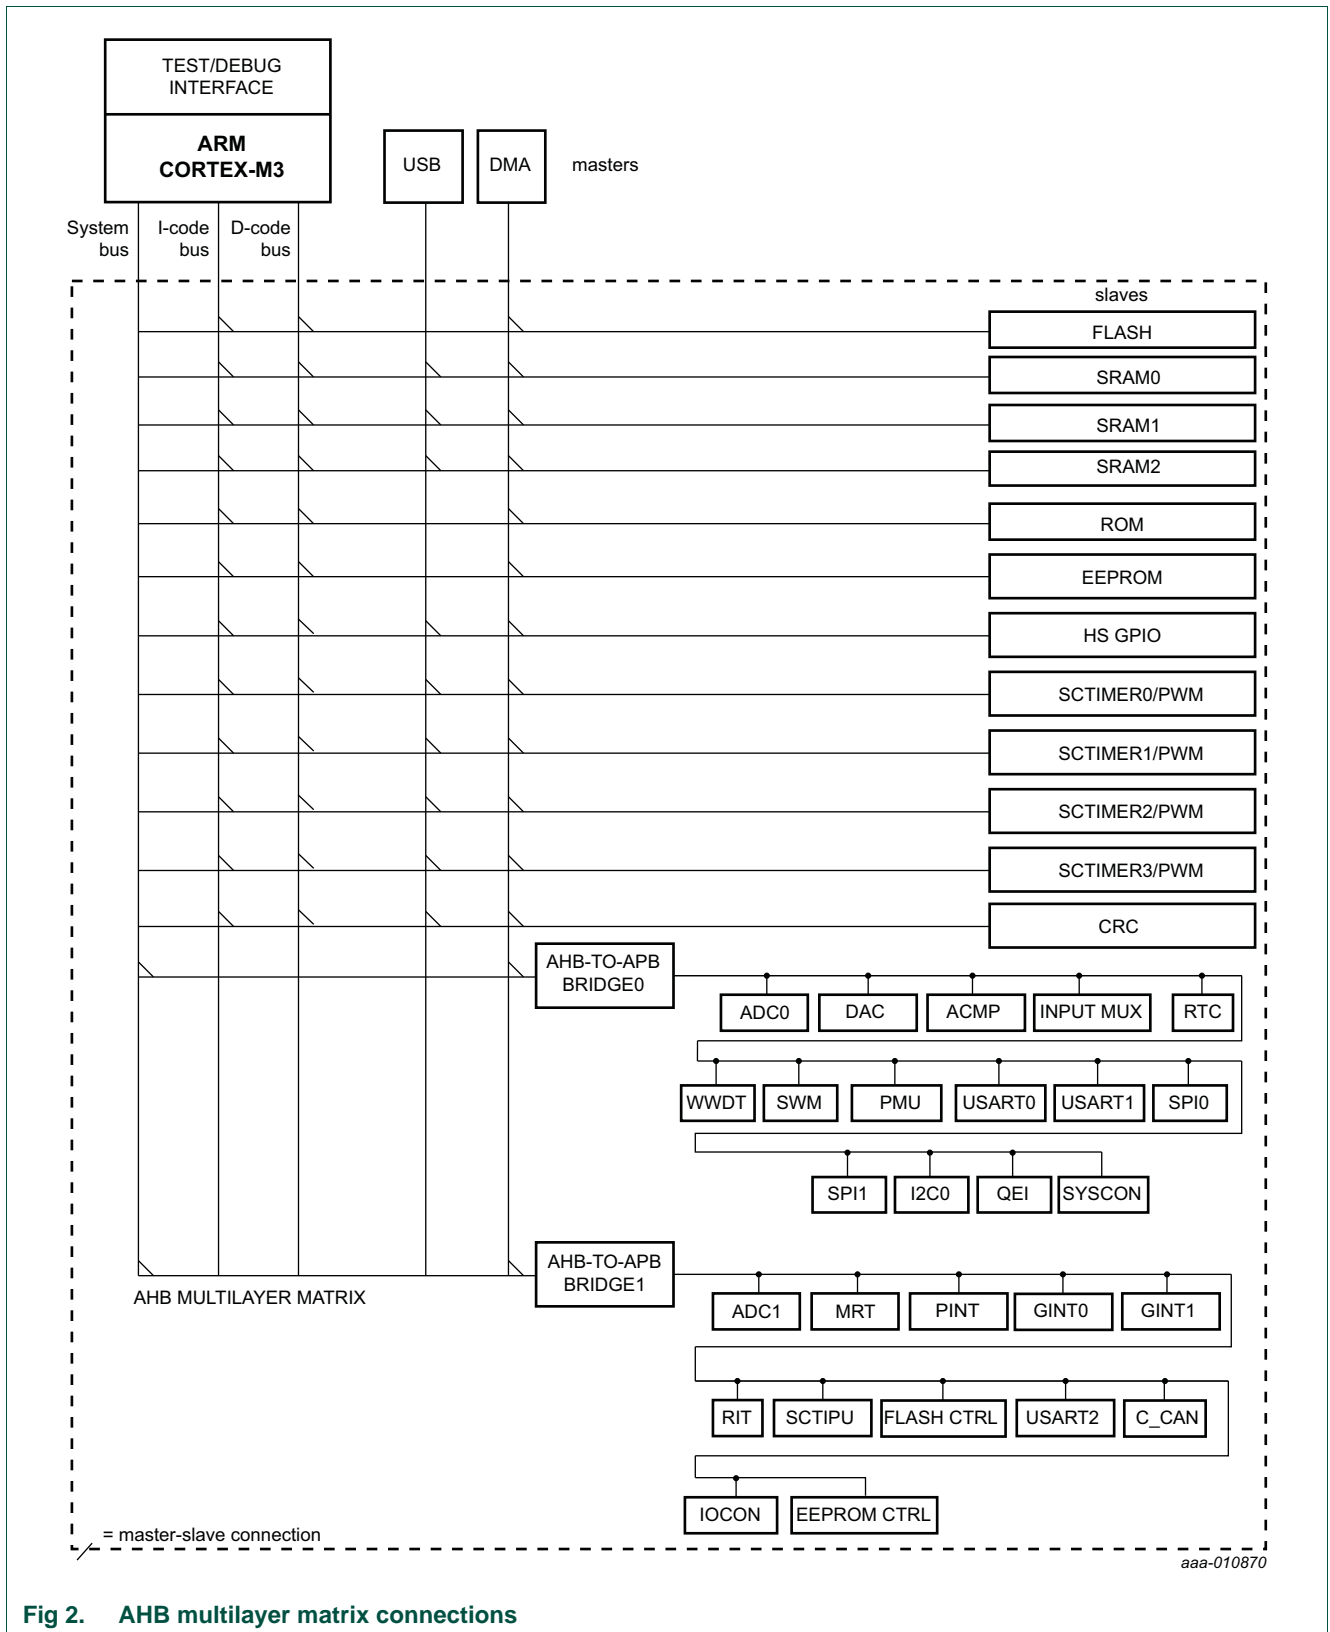 TEST/DEBUG
INTERFACE
ARM
CORTEX-M3
USB
DMA
masters
System
bus
I-code
bus
D-code
bus
slaves
FLASH
SRAM0
SRAM1
SRAM2
ROM
EEPROM
HS GPIO
SCTIMER0/PWM
SCTIMER1/PWM
SCTIMER2/PWM
SCTIMER3/PWM
CRC
AHB-TO-APB
BRIDGE0
ADC0
DAC
ACMP
INPUT MUX
RTC
WWDT
SWM
PMU
USART0
USART1
SPI0
SPI1
I2C0
QEI
SYSCON
AHB-TO-APB
BRIDGE1
AHB MULTILAYER MATRIX
ADC1
MRT
PINT
GINT0
GINT1
RIT
SCTIPU
FLASH CTRL
USART2
C_CAN
IOCON
EEPROM CTRL
= master-slave connection
aaa-010870
Fig 2. AHB multilayer matrix connections